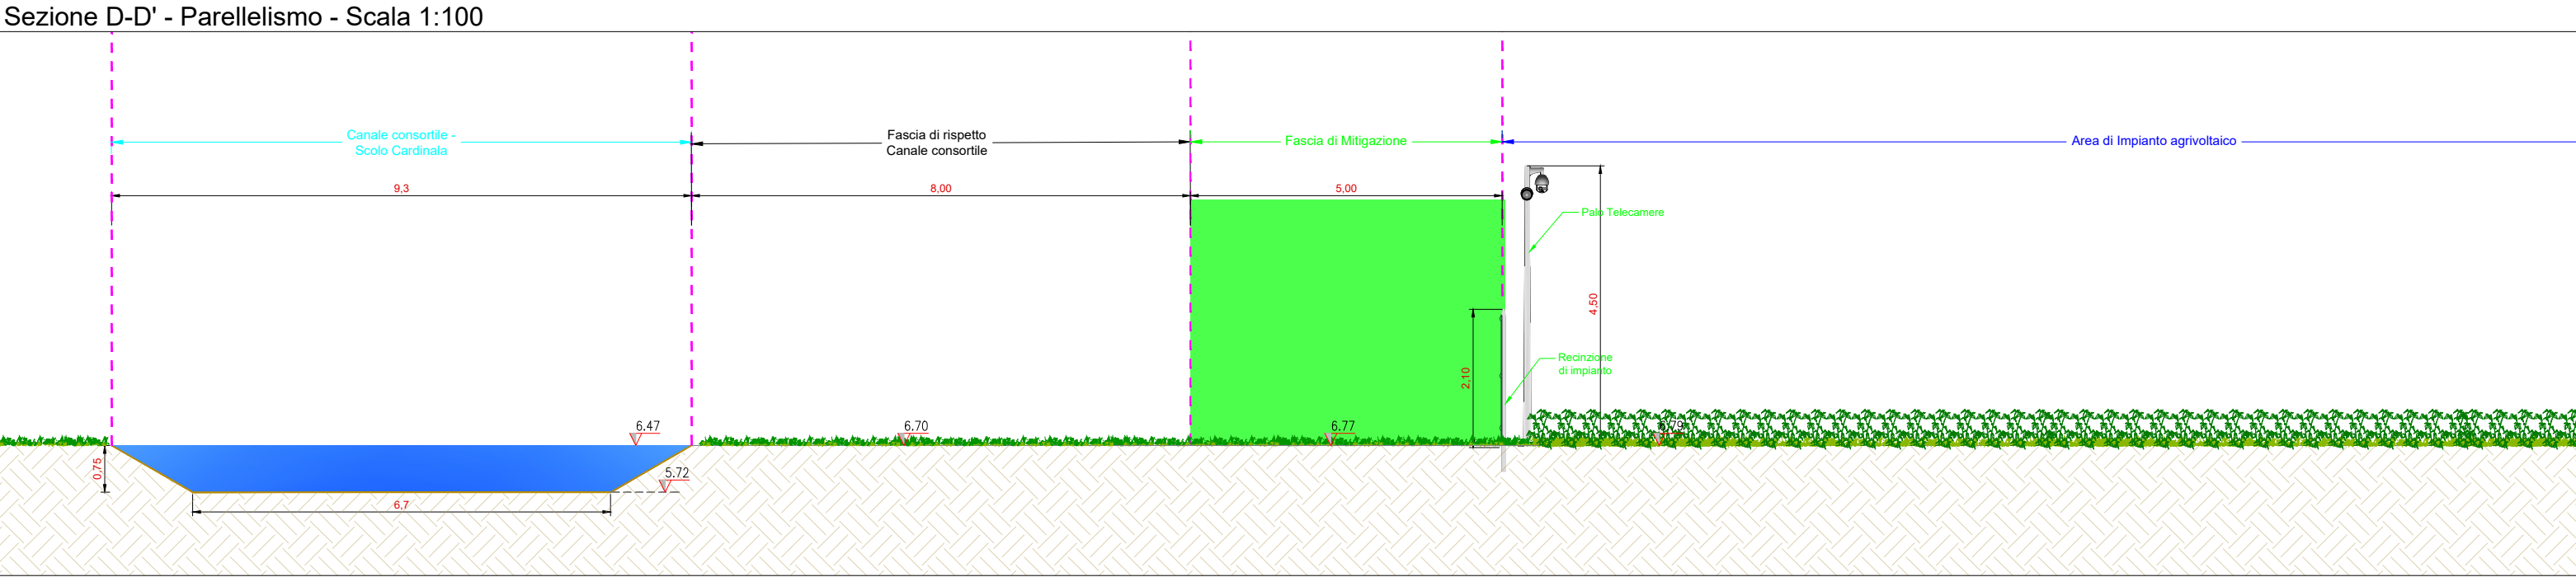 Sezione D-D' - Parellelismo - Scala 1:100
Canale consortile -
Scolo Cardinala
Fascia di rispetto
Canale consortile
Fascia di Mitigazione
Area di Impianto agrivoltaico
9,3
8,00
5,00
Palo Telecamere
4,50
Recinzione
di impianto
2,10
6.47
6.70
6.77
6.79
0,75
5.72
6,7